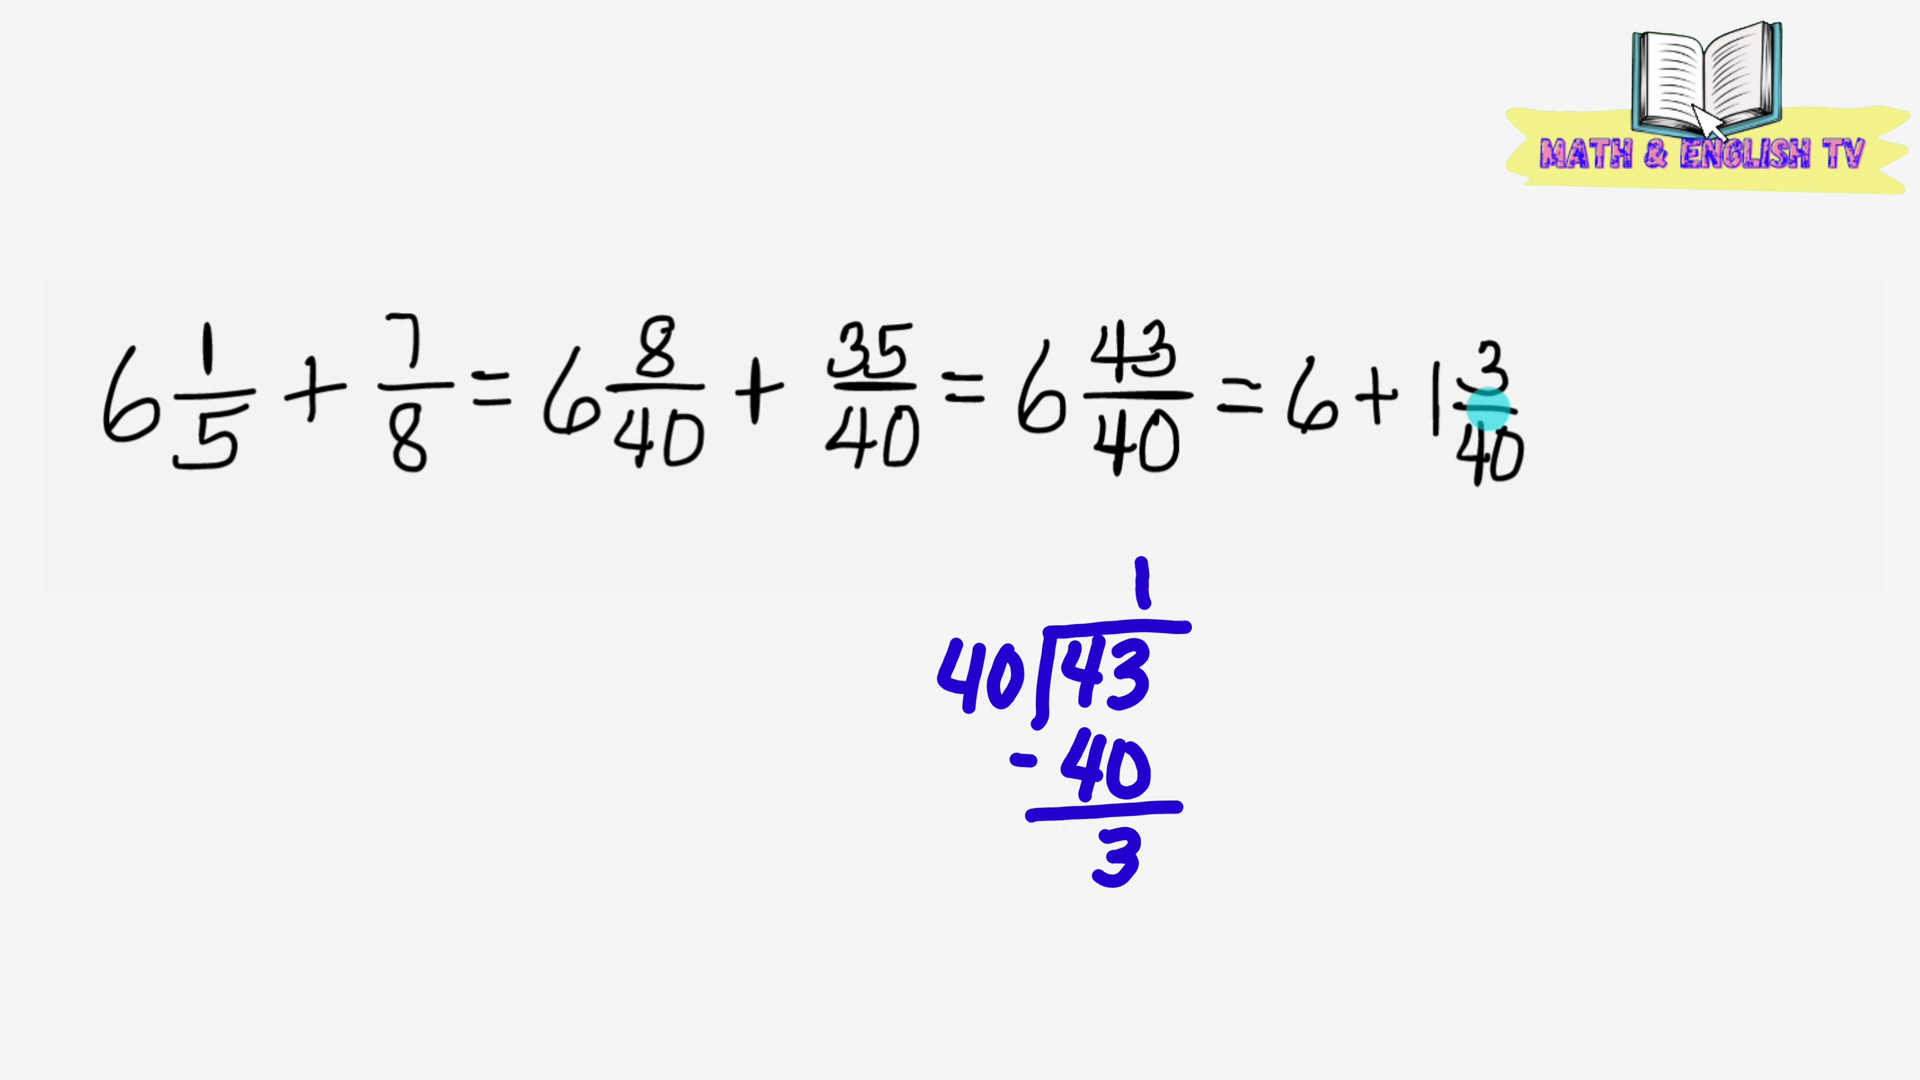 MATH & ENGLISH TV
6 1/5 + 7/8 = 6 8/40 + 35/40 = 6 43/40 = 6 + 1 3/40
1
40 43
- 40
3